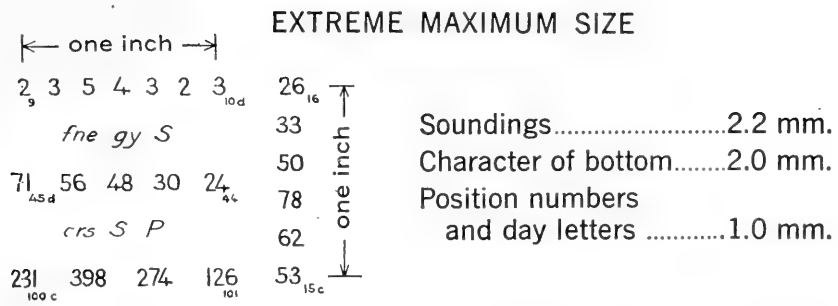 EXTREME MAXIMUM SIZE
one inch
2 9 3 5 4 3 2 3 10d
fne gy S
71 45d 56 48 30 24 44
crs S P
231 100c 398 274 126 101
26 16
33
50
78
62
53 15c
one inch
Soundings.........................2.2 mm.
Character of bottom........2.0 mm.
Position numbers
and day letters ............1.0 mm.